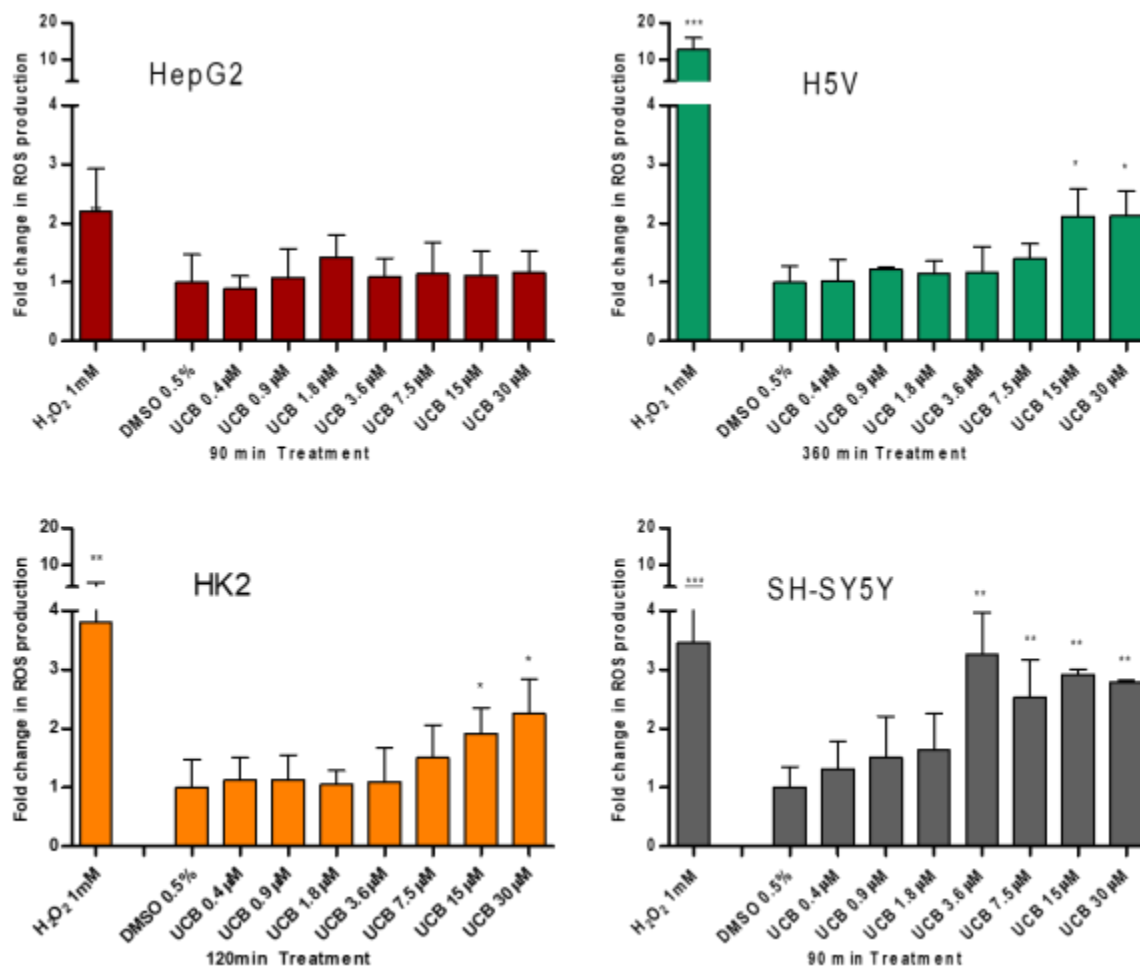 Fold change in ROS production
20
10
4
3
2
1
0
HepG2
H₂O₂ 1mM
DMSO 0.5%
UCB 0.4 µM
UCB 0.9 µM
UCB 1.8 µM
UCB 3.6 µM
UCB 7.5 µM
UCB 15 µM
UCB 30 µM
90 min Treatment
Fold change in ROS production
20
10
4
3
2
1
0
***
H5V
*
*
H₂O₂ 1mM
DMSO 0.5%
UCB 0.4 µM
UCB 0.9 µM
UCB 1.8 µM
UCB 3.6 µM
UCB 7.5 µM
UCB 15 µM
UCB 30 µM
360 min Treatment
Fold change in ROS production
20
10
4
3
2
1
0
**
HK2
*
*
H₂O₂ 1mM
DMSO 0.5%
UCB 0.4 µM
UCB 0.9 µM
UCB 1.8 µM
UCB 3.6 µM
UCB 7.5 µM
UCB 15 µM
UCB 30 µM
120min Treatment
Fold change in ROS production
20
10
4
3
2
1
0
***
SH-SY5Y
**
**
**
**
H₂O₂ 1mM
DMSO 0.5%
UCB 0.4 µM
UCB 0.9 µM
UCB 1.8 µM
UCB 3.6 µM
UCB 7.5 µM
UCB 15 µM
UCB 30 µM
90 min Treatment